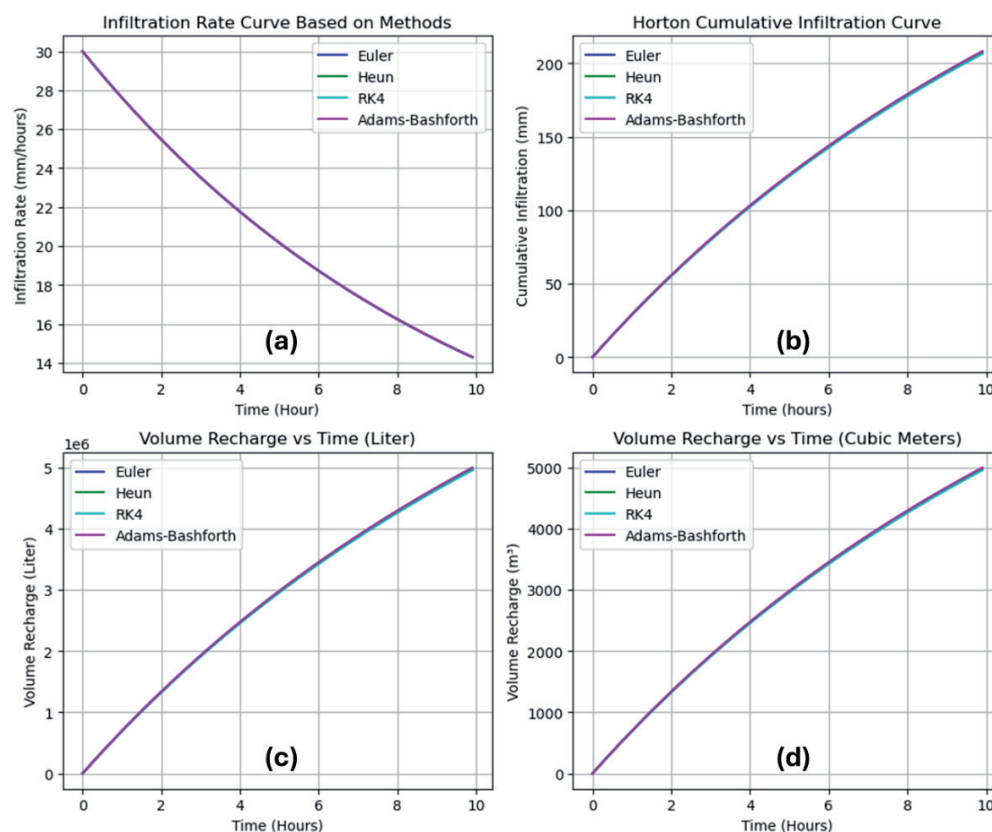 Infiltration Rate Curve Based on Methods
Infiltration Rate (mm/hours)
30
28
26
24
22
20
18
16
14
Euler
Heun
RK4
Adams-Bashforth
(a)
0 2 4 6 8 10
Time (Hour)
Horton Cumulative Infiltration Curve
Cumulative Infiltration (mm)
200
150
100
50
0
Euler
Heun
RK4
Adams-Bashforth
(b)
0 2 4 6 8 10
Time (hours)
Volume Recharge vs Time (Liter)
1e6
Volume Recharge (Liter)
5
4
3
2
1
0
Euler
Heun
RK4
Adams-Bashforth
(c)
0 2 4 6 8 10
Time (Hours)
Volume Recharge vs Time (Cubic Meters)
Volume Recharge (m³)
5000
4000
3000
2000
1000
0
Euler
Heun
RK4
Adams-Bashforth
(d)
0 2 4 6 8 10
Time (Hours)